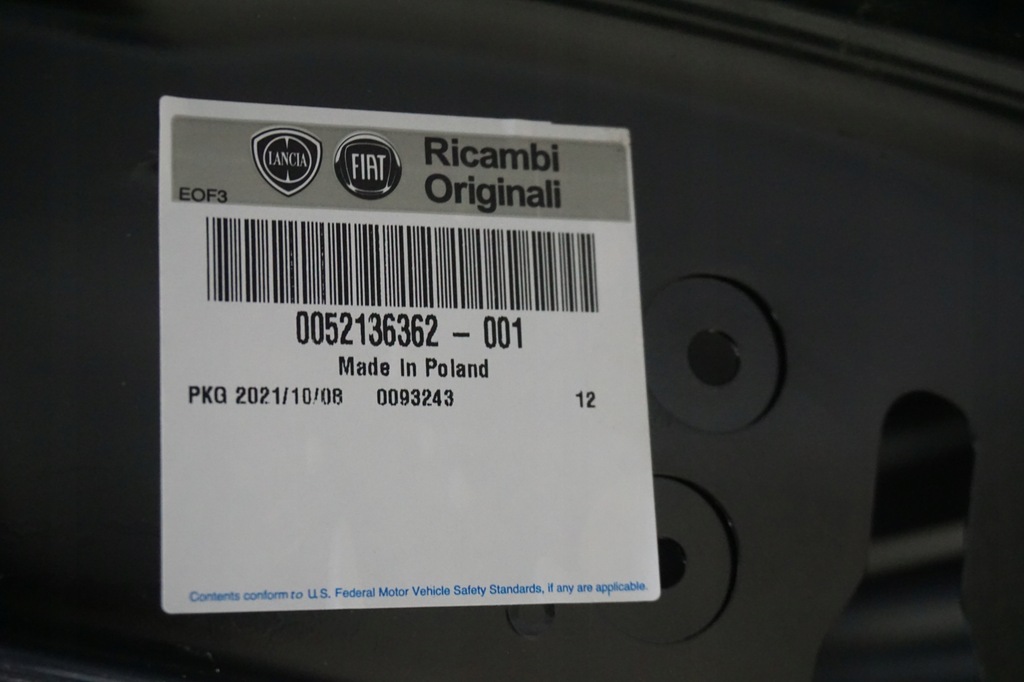 LANCIA FIAT Ricambi
Originali
EOF3
0052136362 - 001
Made In Poland
PKG 2021/10/08 0093243 12
Contents conform to U.S. Federal Motor Vehicle Safety Standards, if any are applicable.